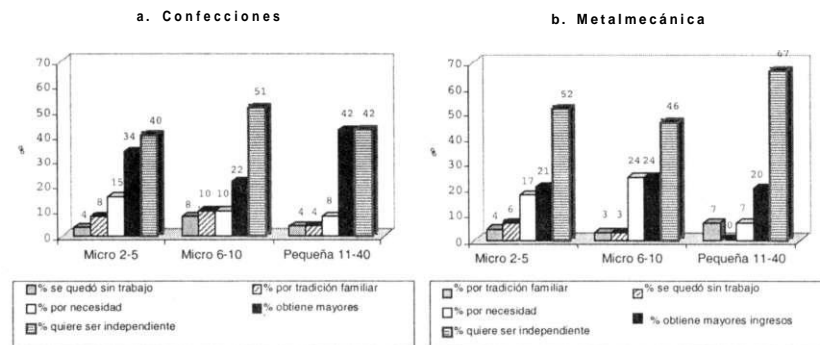 a. Confecciones
70
60
50
40
30
20
10
0
%
4 8 15 34 40
8 10 10 22 51
4 4 8 42 42
Micro 2-5 Micro 6-10 Pequeña 11-40
% se quedó sin trabajo % por tradición familiar
% por necesidad % obtiene mayores
% quiere ser independiente
b. Metalmecánica
70
60
50
40
30
20
10
0
%
4 6 17 21 52
3 3 24 24 46
7 0 7 20 67
Micro 2-5 Micro 6-10 Pequeña 11-40
% por tradición familiar % se quedó sin trabajo
% por necesidad % obtiene mayores ingresos
% quiere ser independiente